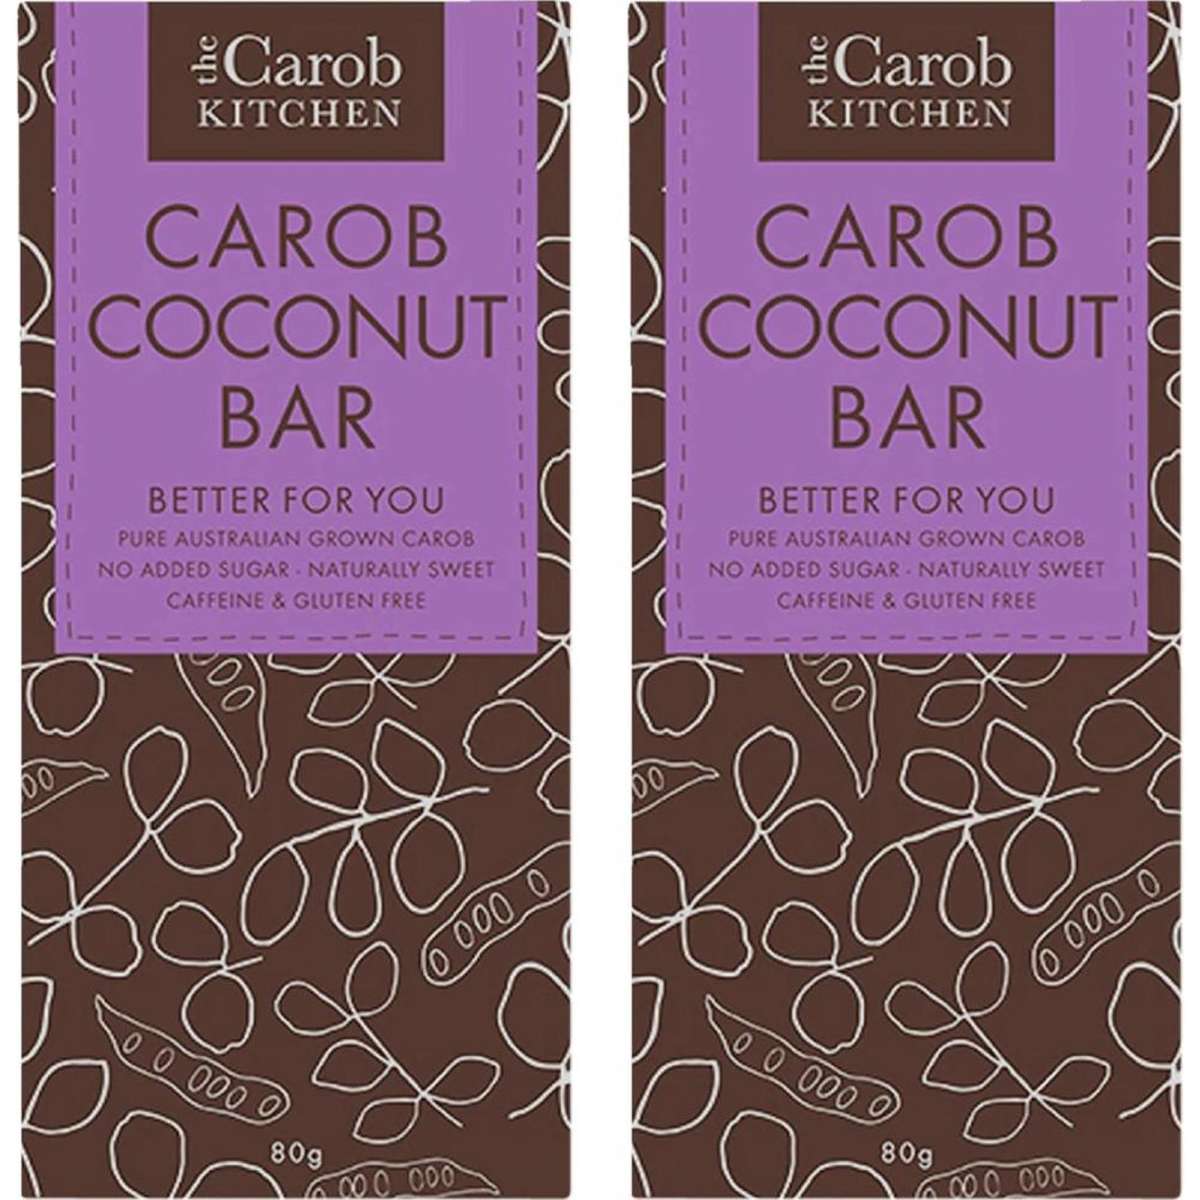 the Carob
KITCHEN
CAROB
COCONUT
BAR
BETTER FOR YOU
PURE AUSTRALIAN GROWN CAROB
NO ADDED SUGAR - NATURALLY SWEET
CAFFEINE & GLUTEN FREE
80g
the Carob
KITCHEN
CAROB
COCONUT
BAR
BETTER FOR YOU
PURE AUSTRALIAN GROWN CAROB
NO ADDED SUGAR - NATURALLY SWEET
CAFFEINE & GLUTEN FREE
80g